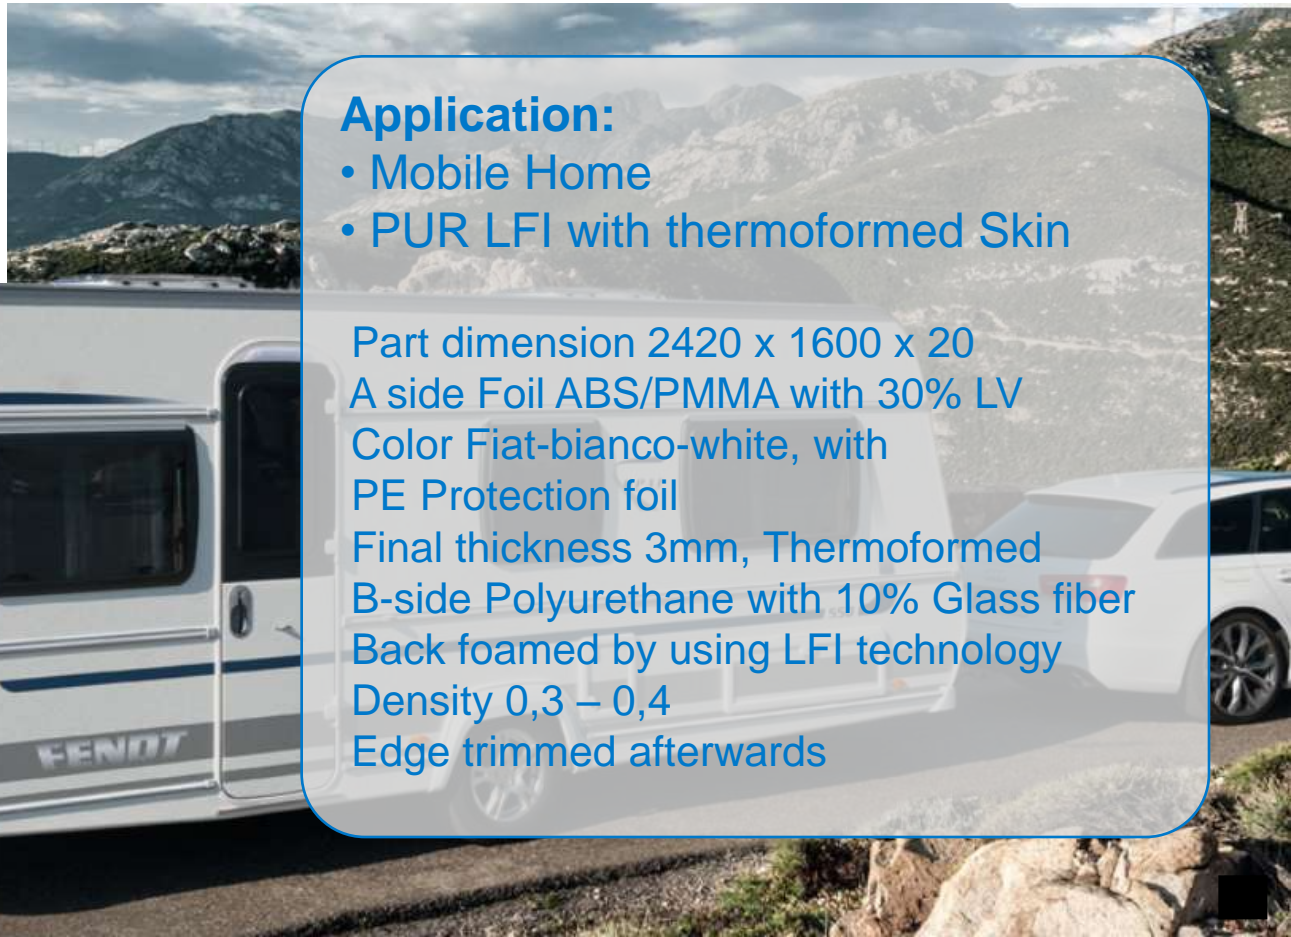 Application:
• Mobile Home
• PUR LFI with thermoformed Skin
Part dimension 2420 x 1600 x 20
A side Foil ABS/PMMA with 30% LV
Color Fiat-bianco-white, with
PE Protection foil
Final thickness 3mm, Thermoformed
B-side Polyurethane with 10% Glass fiber
Back foamed by using LFI technology
Density 0,3 – 0,4
Edge trimmed afterwards
FENDT